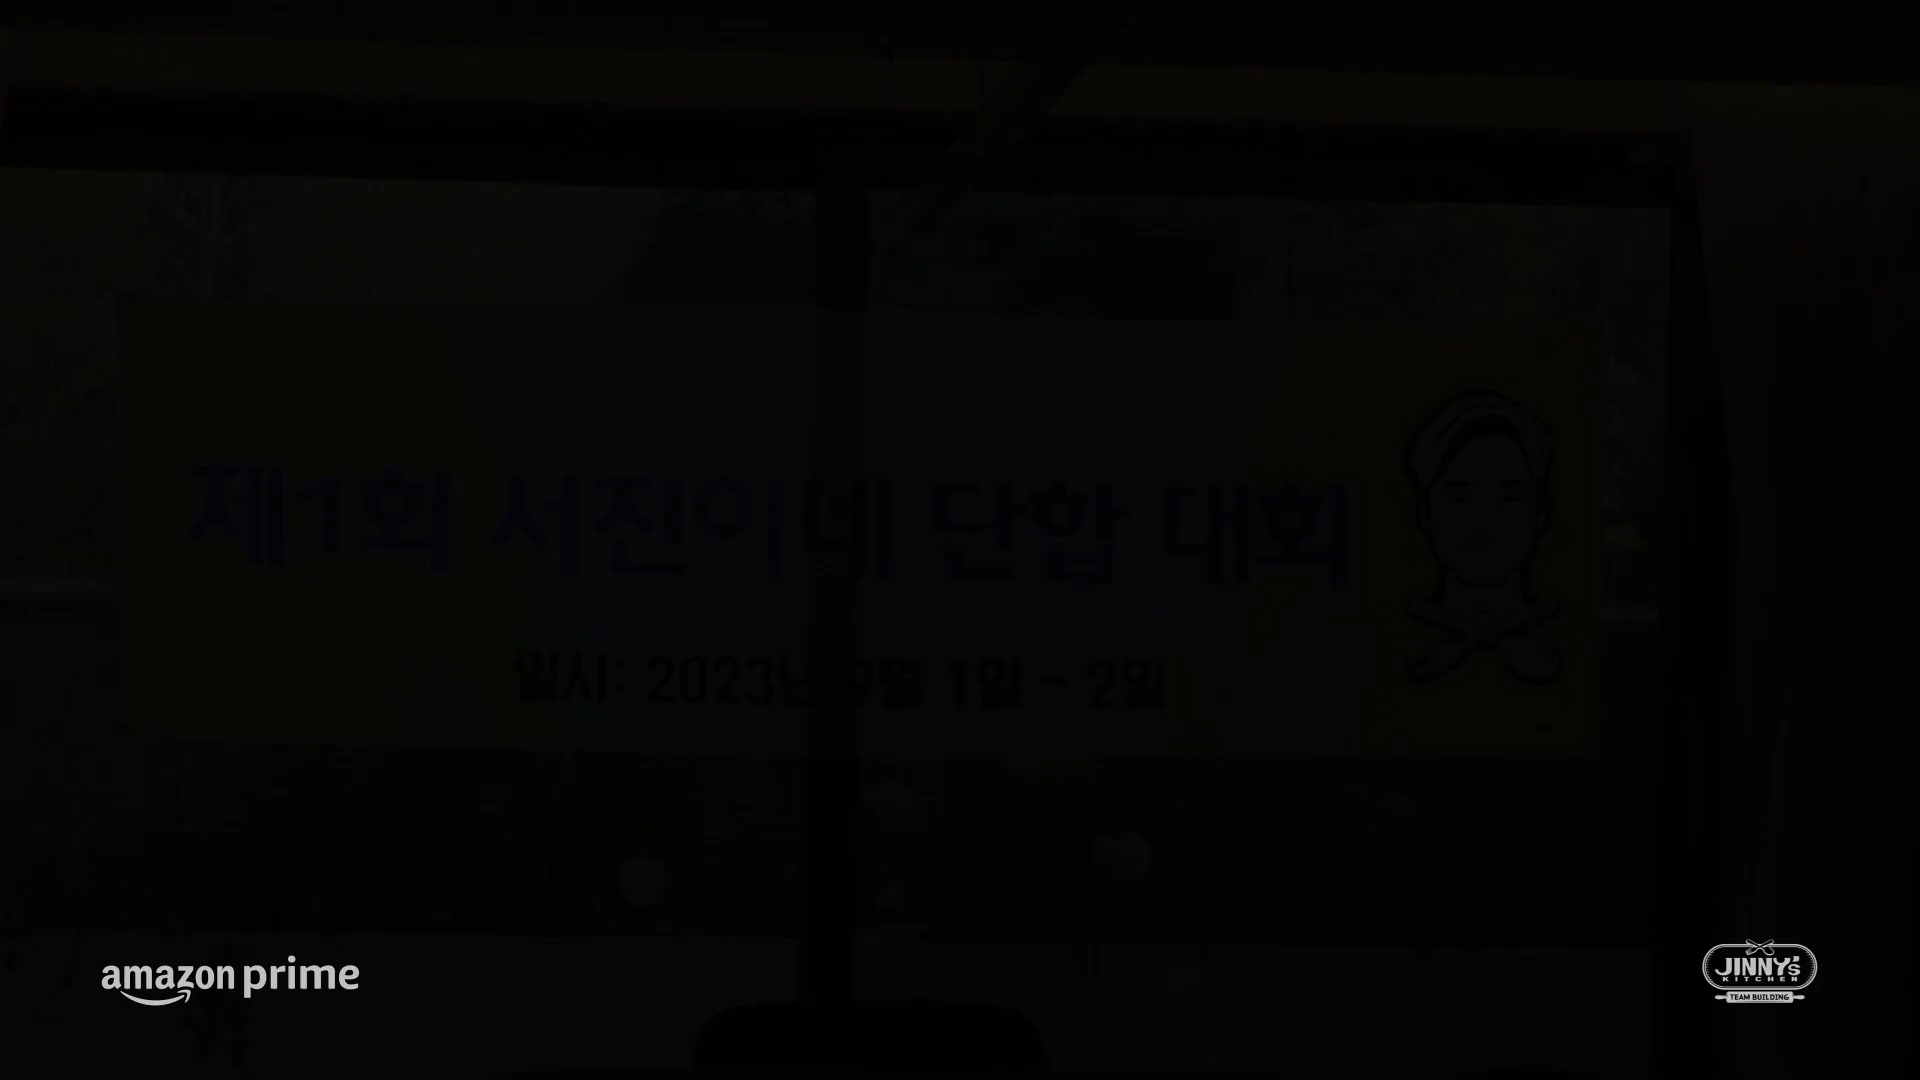 제1회 서진이네 단합 대회
일시: 2023년 9월 1일 ~ 2일
amazon prime
JINNY's
KITCHEN
TEAM BUILDING